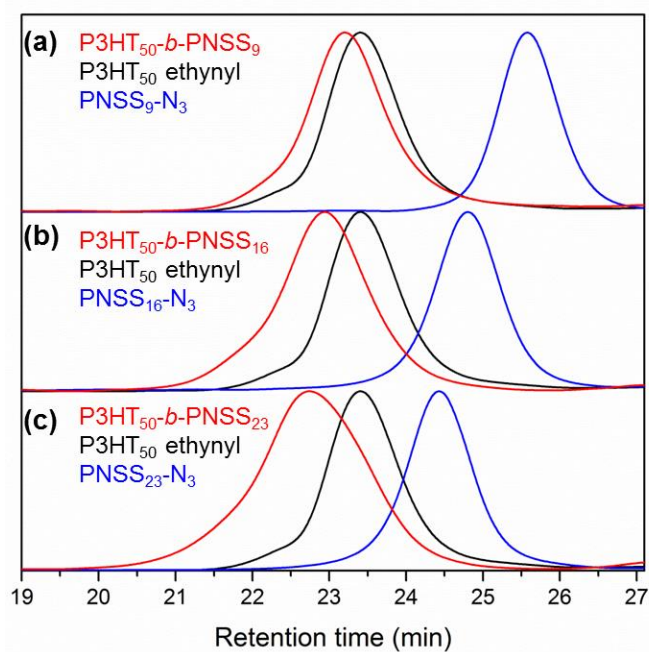 (a) P3HT₅₀-b-PNSS₉
P3HT₅₀ ethynyl
PNSS₉-N₃
(b) P3HT₅₀-b-PNSS₁₆
P3HT₅₀ ethynyl
PNSS₁₆-N₃
(c) P3HT₅₀-b-PNSS₂₃
P3HT₅₀ ethynyl
PNSS₂₃-N₃
19 20 21 22 23 24 25 26 27
Retention time (min)